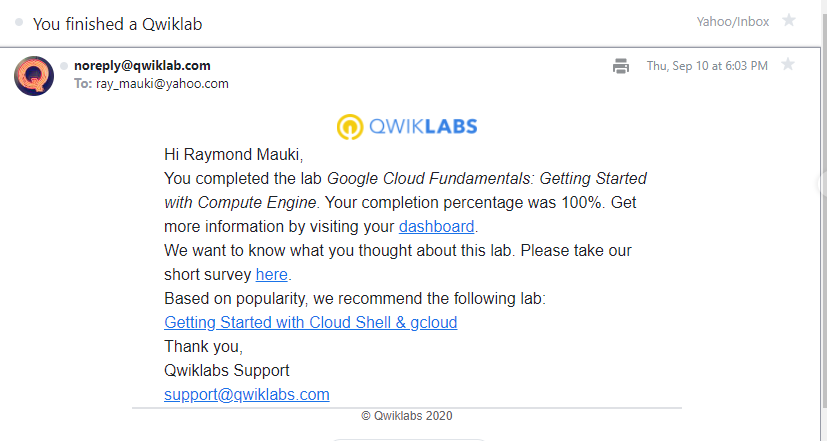 You finished a Qwiklab
Yahoo/Inbox
noreply@qwiklab.com
Thu, Sep 10 at 6:03 PM
To: ray_mauki@yahoo.com
QWIKLABS
Hi Raymond Mauki,
You completed the lab Google Cloud Fundamentals: Getting Started
with Compute Engine. Your completion percentage was 100%. Get
more information by visiting your dashboard.
We want to know what you thought about this lab. Please take our
short survey here.
Based on popularity, we recommend the following lab:
Getting Started with Cloud Shell & gcloud
Thank you,
Qwiklabs Support
support@qwiklabs.com
© Qwiklabs 2020